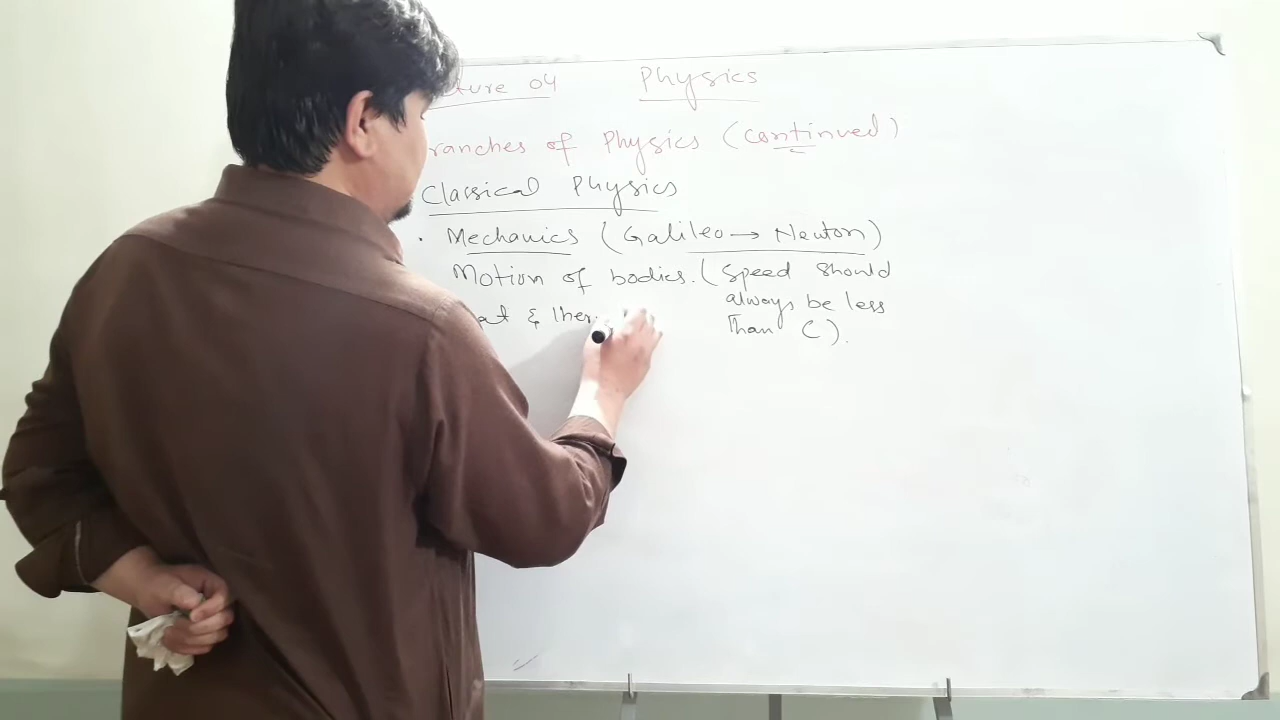 ture 04 Physics
ranches of Physics (continued)
Classical Physics
· Mechanics (Galileo → Newton)
Motion of bodies. (Speed should
always be less
at & ther
Than C).